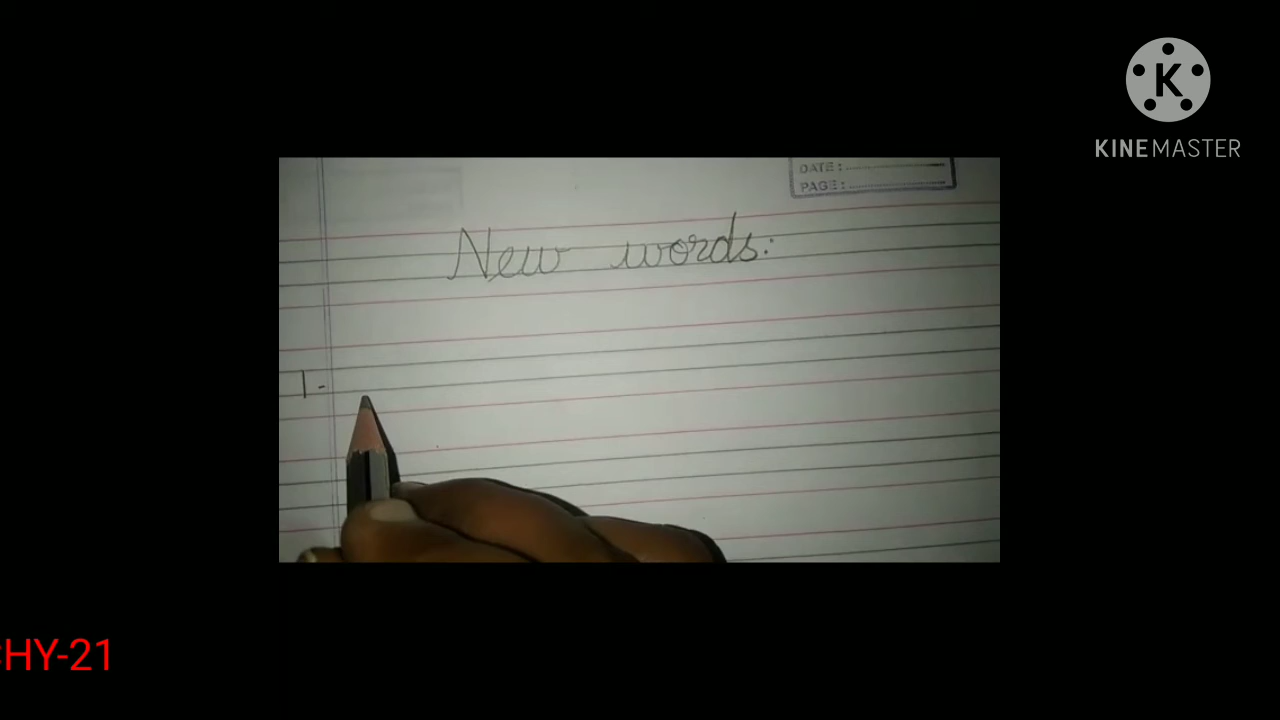 K
KINEMASTER
DATE :
PAGE :
New words:
1-
HY-21